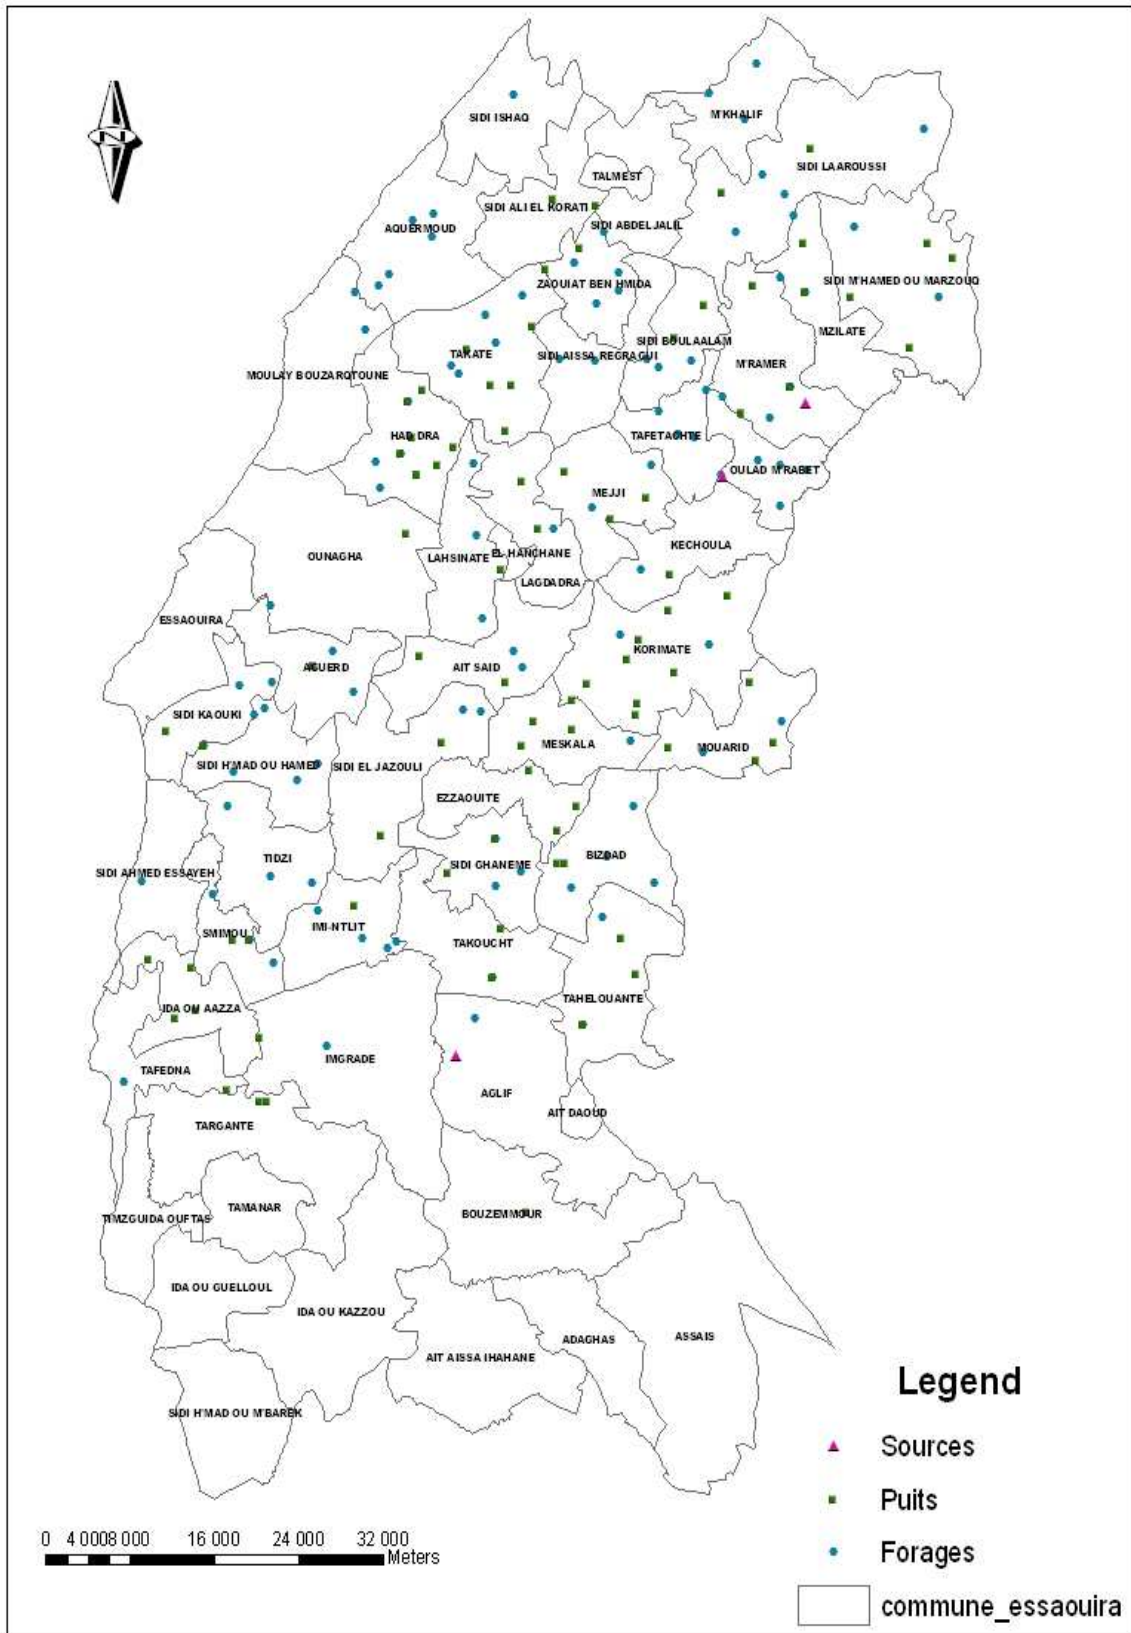 N
SIDI ISHAQ
M'KHALIF
SIDI LAAROUSSI
TALMEST
SIDI ALI EL KORATI
SIDI ABDELJALIL
AQUERMOUD
ZAOUIAT BEN HMIDA
SIDI M'HAMED OU MARZOUQ
MZILATE
SIDI BOULAALAM
SIDI AISSA REGRAGUI
TAKATE
M'RAMER
MOULAY BOUZARQTOUNE
HAD DRA
TAFETACHTE
OULAD M'RABET
MEJJI
KECHOULA
OUNAGHA
LAHSINATE
EL HANCHANE
LAGDADRA
ESSAOUIRA
KORIMATE
AGUERD
AIT SAID
SIDI KAOUKI
MESKALA
MOUARID
SIDI H'MAD OU HAMED
SIDI EL JAZOULI
EZZAOUITE
TIDZI
SIDI GHANEME
BIZDAD
SIDI AHMED ESSAYEH
SMIMOU
IMI-NTLIT
TAKOUCHT
TAHELOUANTE
IDA OU AAZZA
IMGRADE
TAFEDNA
AGLIF
AIT DAOUD
TARGANTE
TAMANAR
BOUZEMMOUR
TIMZGUIDA OUFTAS
IDA OU GUELLOUL
IDA OU KAZZOU
ADAGHAS
ASSAIS
AIT AISSA IHAHANE
SIDI H'MAD OU M'BAREK
Legend
Sources
Puits
Forages
commune_essaouira
0 4 000 8 000 16 000 24 000 32 000
Meters